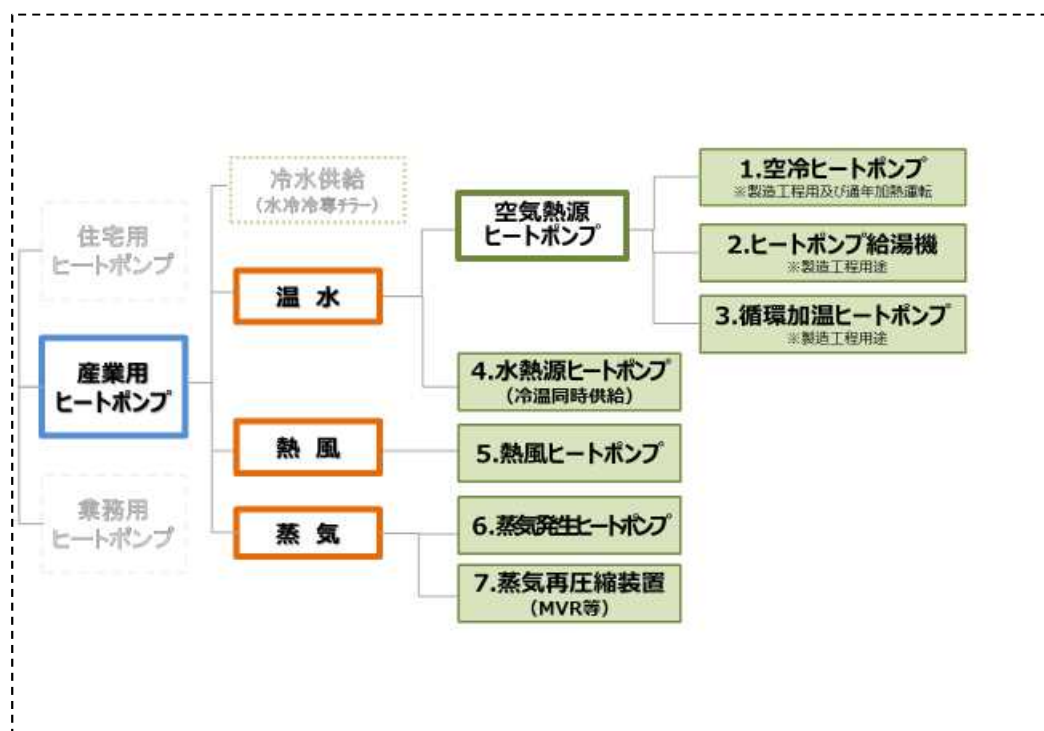 住宅用
ヒートポンプ
産業用
ヒートポンプ
業務用
ヒートポンプ
冷水供給
(水冷冷専チラー)
温 水
熱 風
蒸 気
空気熱源
ヒートポンプ
4.水熱源ヒートポンプ
(冷温同時供給)
5.熱風ヒートポンプ
6.蒸気発生ヒートポンプ
7.蒸気再圧縮装置
(MVR等)
1.空冷ヒートポンプ
※製造工程用及び通年加熱運転
2.ヒートポンプ給湯機
※製造工程用途
3.循環加温ヒートポンプ
※製造工程用途